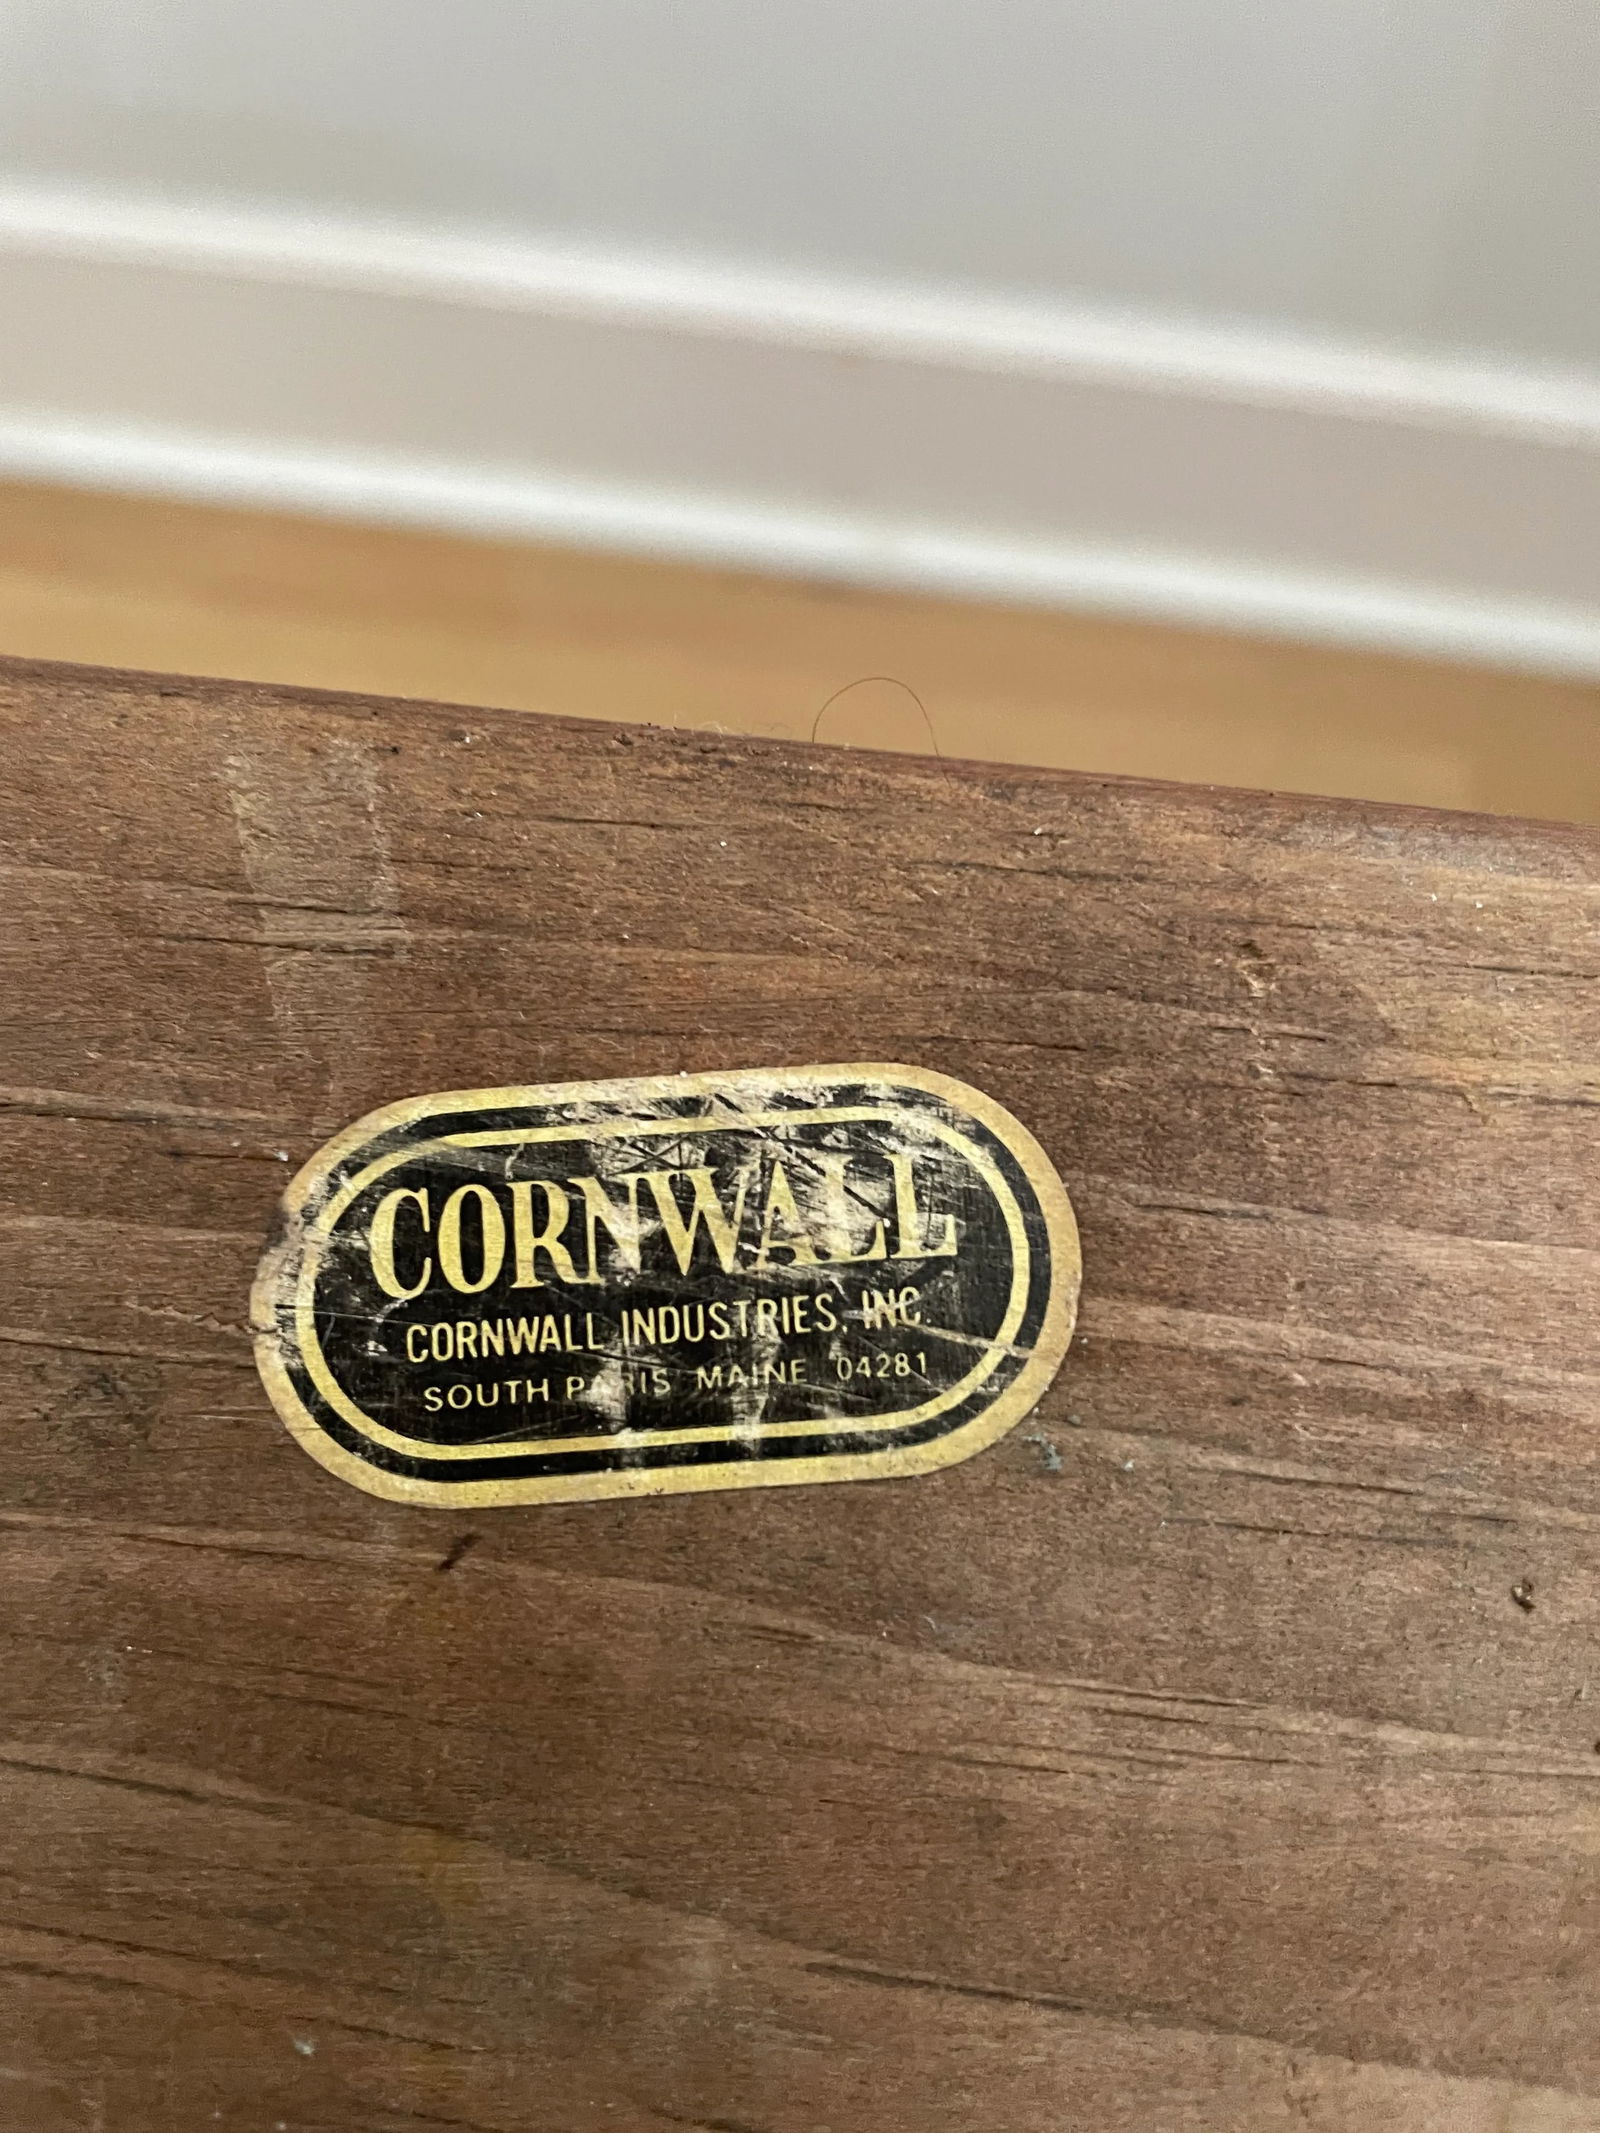 CORNWALL
CORNWALL INDUSTRIES, INC.
SOUTH PARIS MAINE 04281